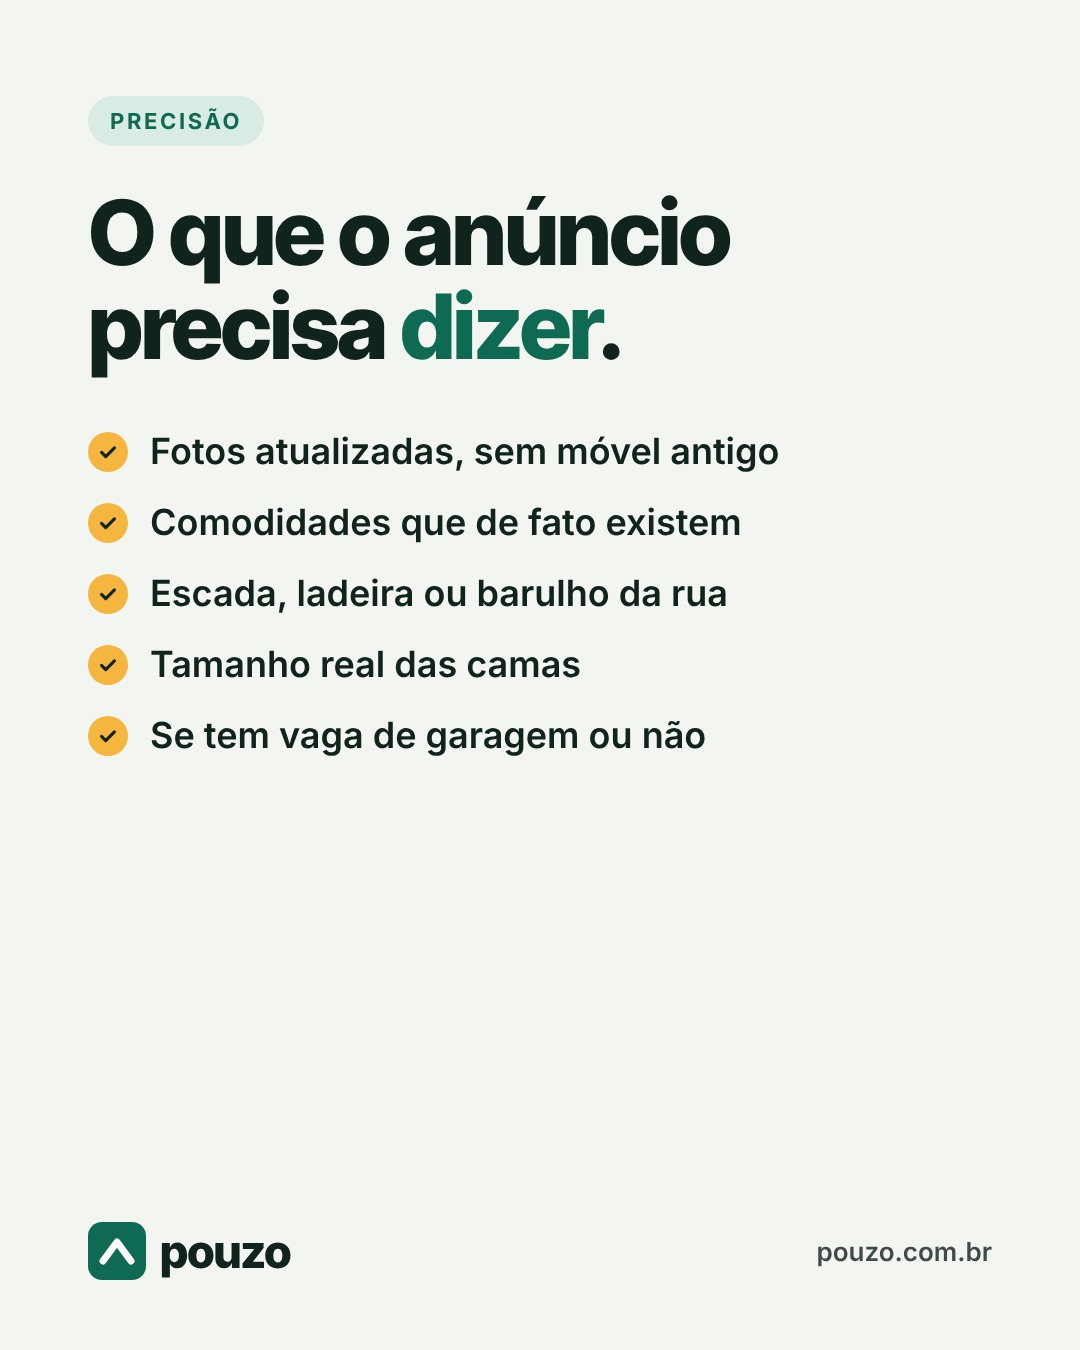 PRECISÃO
O que o anúncio
precisa dizer.
Fotos atualizadas, sem móvel antigo
Comodidades que de fato existem
Escada, ladeira ou barulho da rua
Tamanho real das camas
Se tem vaga de garagem ou não
pouzo
pouzo.com.br